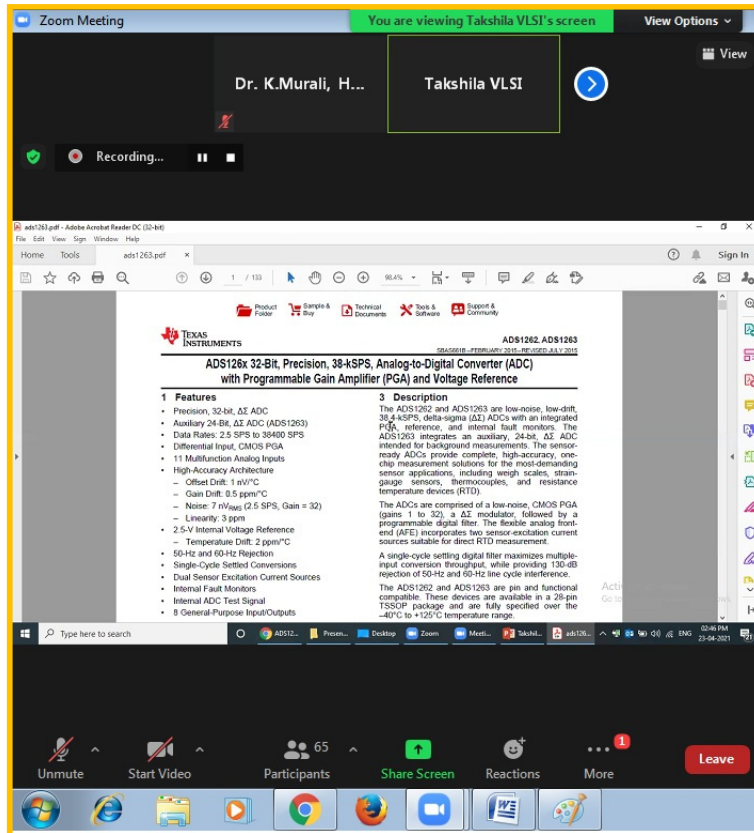 Zoom Meeting
You are viewing Takshila VLSI's screen
View Options
View
Dr. K.Murali, H...
Takshila VLSI
Recording...
ads1263.pdf - Adobe Acrobat Reader DC (32-bit)
File Edit View Sign Window Help
Home Tools ads1263.pdf × Sign In
1 / 133 98.4%
Product Folder
Sample & Buy
Technical Documents
Tools & Software
Support & Community
TEXAS
INSTRUMENTS
ADS1262, ADS1263
SBAS661B –FEBRUARY 2015–REVISED JULY 2015
ADS126x 32-Bit, Precision, 38-kSPS, Analog-to-Digital Converter (ADC)
with Programmable Gain Amplifier (PGA) and Voltage Reference
1 Features
• Precision, 32-bit, ΔΣ ADC
• Auxiliary 24-Bit, ΔΣ ADC (ADS1263)
• Data Rates: 2.5 SPS to 38400 SPS
• Differential Input, CMOS PGA
• 11 Multifunction Analog Inputs
• High-Accuracy Architecture
– Offset Drift: 1 nV/°C
– Gain Drift: 0.5 ppm/°C
– Noise: 7 nVRMS (2.5 SPS, Gain = 32)
– Linearity: 3 ppm
• 2.5-V Internal Voltage Reference
– Temperature Drift: 2 ppm/°C
• 50-Hz and 60-Hz Rejection
• Single-Cycle Settled Conversions
• Dual Sensor Excitation Current Sources
• Internal Fault Monitors
• Internal ADC Test Signal
• 8 General-Purpose Input/Outputs
3 Description
The ADS1262 and ADS1263 are low-noise, low-drift,
38.4-kSPS, delta-sigma (ΔΣ) ADCs with an integrated
PGA, reference, and internal fault monitors. The
ADS1263 integrates an auxiliary, 24-bit, ΔΣ ADC
intended for background measurements. The sensor-
ready ADCs provide complete, high-accuracy, one-
chip measurement solutions for the most-demanding
sensor applications, including weigh scales, strain-
gauge sensors, thermocouples, and resistance
temperature devices (RTD).
The ADCs are comprised of a low-noise, CMOS PGA
(gains 1 to 32), a ΔΣ modulator, followed by a
programmable digital filter. The flexible analog front-
end (AFE) incorporates two sensor-excitation current
sources suitable for direct RTD measurement.
A single-cycle settling digital filter maximizes multiple-
input conversion throughput, while providing 130-dB
rejection of 50-Hz and 60-Hz line cycle interference.
The ADS1262 and ADS1263 are pin and functional
compatible. These devices are available in a 28-pin
TSSOP package and are fully specified over the
–40°C to +125°C temperature range.
Type here to search
ADS12... Presen... Desktop Zoom Meeti... Takshil... ads126... ENG
02:46 PM
23-04-2021
Unmute
Start Video
65
Participants
Share Screen
Reactions
1
More
Leave